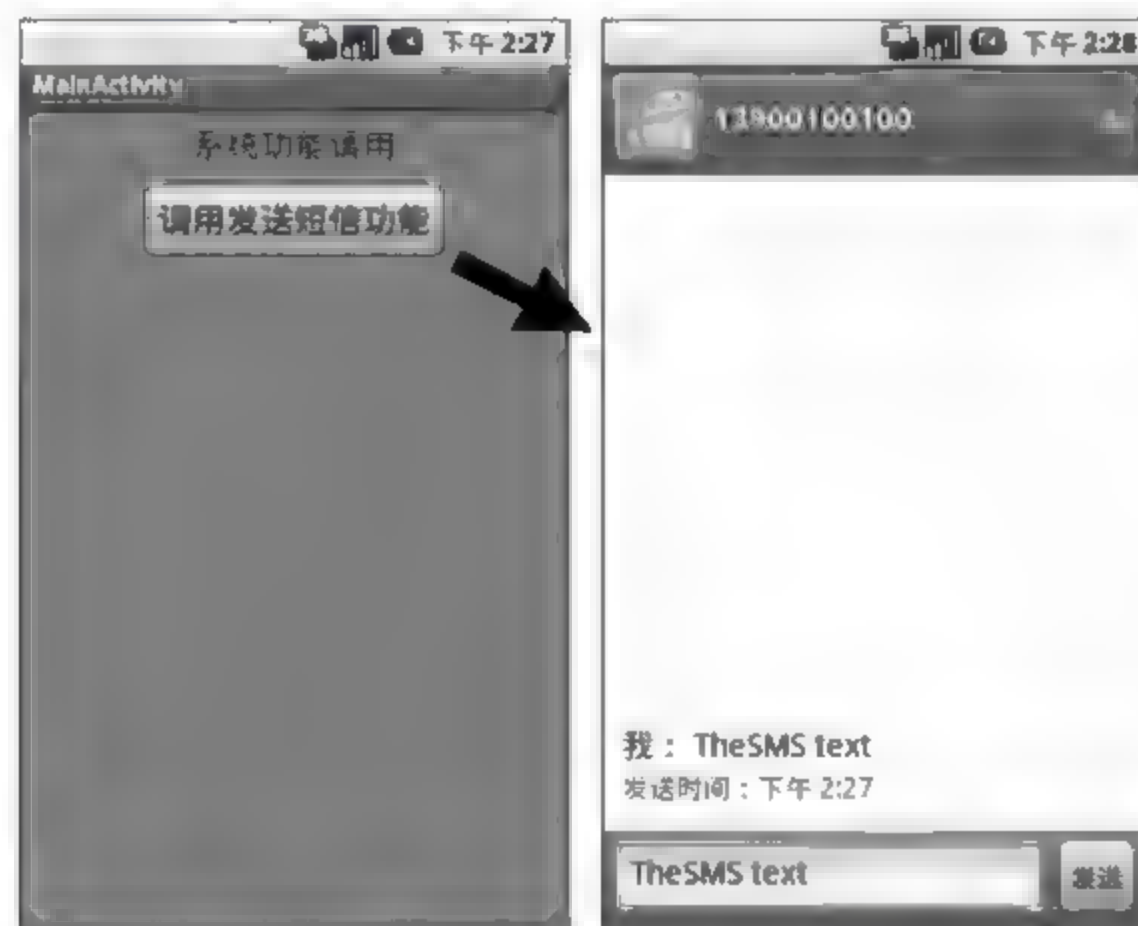 下午 2:27
MainActivity
系统功能调用
调用发送短信功能
下午 2:28
13900100100
我： TheSMS text
发送时间：下午 2:27
TheSMS text
发送